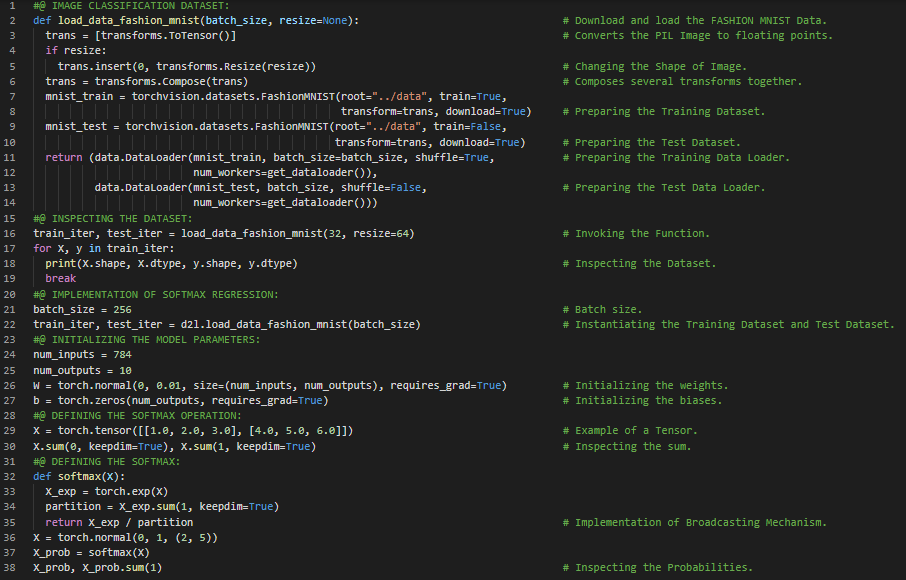 1 #@ IMAGE CLASSIFICATION DATASET:
2 def load_data_fashion_mnist(batch_size, resize=None): # Download and load the FASHION MNIST Data.
3 trans = [transforms.ToTensor()] # Converts the PIL Image to floating points.
4 if resize:
5 trans.insert(0, transforms.Resize(resize)) # Changing the Shape of Image.
6 trans = transforms.Compose(trans) # Composes several transforms together.
7 mnist_train = torchvision.datasets.FashionMNIST(root="../data", train=True,
8 transform=trans, download=True) # Preparing the Training Dataset.
9 mnist_test = torchvision.datasets.FashionMNIST(root="../data", train=False,
10 transform=trans, download=True) # Preparing the Test Dataset.
11 return (data.DataLoader(mnist_train, batch_size=batch_size, shuffle=True, # Preparing the Training Data Loader.
12 num_workers=get_dataloader()),
13 data.DataLoader(mnist_test, batch_size, shuffle=False, # Preparing the Test Data Loader.
14 num_workers=get_dataloader()))
15 #@ INSPECTING THE DATASET:
16 train_iter, test_iter = load_data_fashion_mnist(32, resize=64) # Invoking the Function.
17 for X, y in train_iter:
18 print(X.shape, X.dtype, y.shape, y.dtype) # Inspecting the Dataset.
19 break
20 #@ IMPLEMENTATION OF SOFTMAX REGRESSION:
21 batch_size = 256 # Batch size.
22 train_iter, test_iter = d2l.load_data_fashion_mnist(batch_size) # Instantiating the Training Dataset and Test Dataset.
23 #@ INITIALIZING THE MODEL PARAMETERS:
24 num_inputs = 784
25 num_outputs = 10
26 W = torch.normal(0, 0.01, size=(num_inputs, num_outputs), requires_grad=True) # Initializing the weights.
27 b = torch.zeros(num_outputs, requires_grad=True) # Initializing the biases.
28 #@ DEFINING THE SOFTMAX OPERATION:
29 X = torch.tensor([[1.0, 2.0, 3.0], [4.0, 5.0, 6.0]]) # Example of a Tensor.
30 X.sum(0, keepdim=True), X.sum(1, keepdim=True) # Inspecting the sum.
31 #@ DEFINING THE SOFTMAX:
32 def softmax(X):
33 X_exp = torch.exp(X)
34 partition = X_exp.sum(1, keepdim=True)
35 return X_exp / partition # Implementation of Broadcasting Mechanism.
36 X = torch.normal(0, 1, (2, 5))
37 X_prob = softmax(X)
38 X_prob, X_prob.sum(1) # Inspecting the Probabilities.